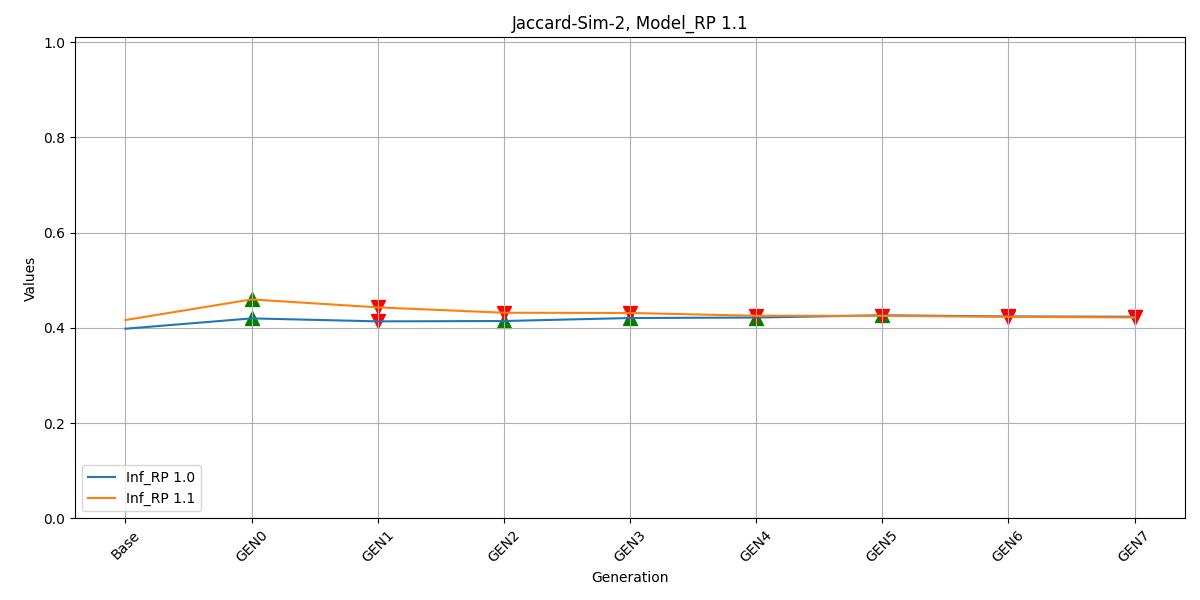 Jaccard-Sim-2, Model_RP 1.1
1.0
0.8
0.6
0.4
0.2
0.0
Values
Inf_RP 1.0
Inf_RP 1.1
Base
GEN0
GEN1
GEN2
GEN3
GEN4
GEN5
GEN6
GEN7
Generation